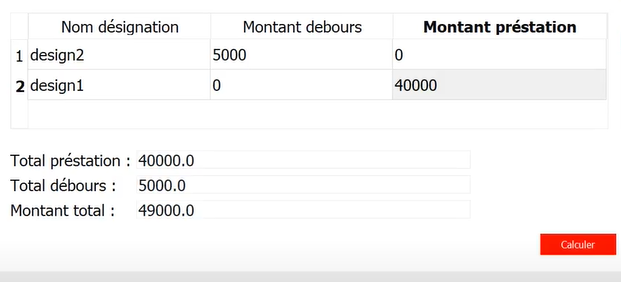 Nom désignation Montant debours Montant préstation
1 design2 5000 0
2 design1 0 40000
Total préstation : 40000.0
Total débours : 5000.0
Montant total : 49000.0
Calculer